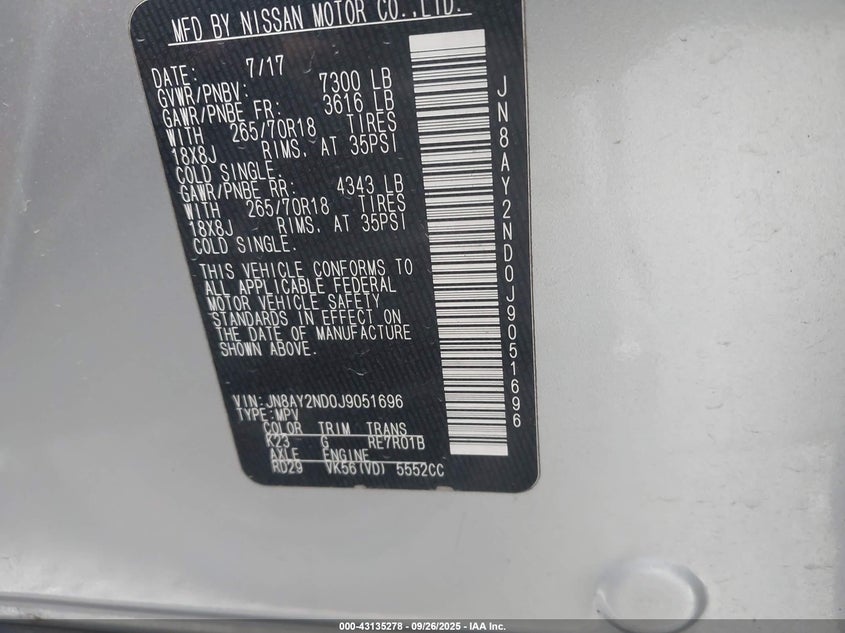 MFD BY NISSAN MOTOR CO.,LTD.
DATE: 7/17
GVWR/PNBV: 7300 LB
GAWR/PNBE FR: 3616 LB
WITH 265/70R18 TIRES
18X8J RIMS, AT 35PSI
COLD SINGLE.
GAWR/PNBE RR: 4343 LB
WITH 265/70R18 TIRES
18X8J RIMS, AT 35PSI
COLD SINGLE.
THIS VEHICLE CONFORMS TO
ALL APPLICABLE FEDERAL
MOTOR VEHICLE SAFETY
STANDARDS IN EFFECT ON
THE DATE OF MANUFACTURE
SHOWN ABOVE.
VIN:JN8AY2ND0J9051696
TYPE:MPV
COLOR TRIM TRANS
K23 G RE7R01B
AXLE ENGINE
RD29 VK56(VD) 5552CC
JN8AY2ND0J9051696
000-43135278 - 09/26/2025 - IAA Inc.